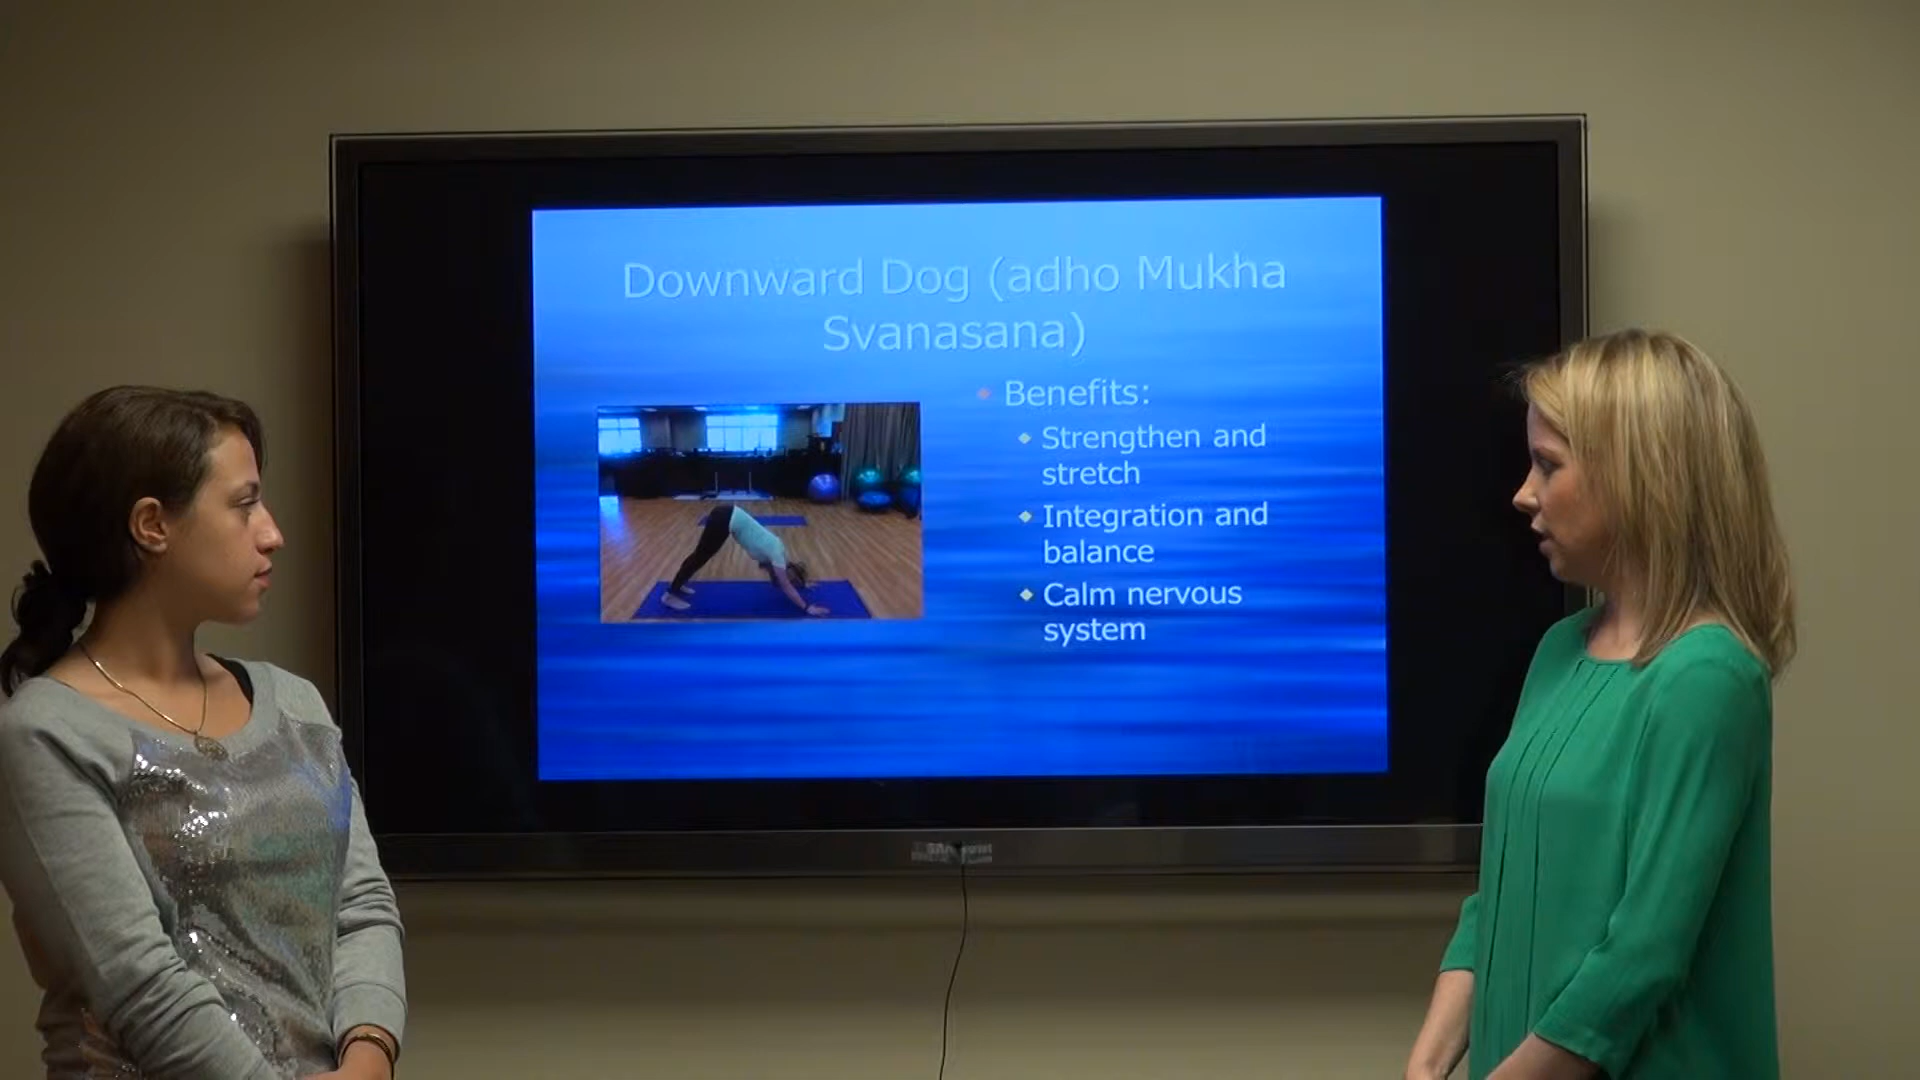 Downward Dog (adho Mukha
Svanasana)
Benefits:
Strengthen and
stretch
Integration and
balance
Calm nervous
system